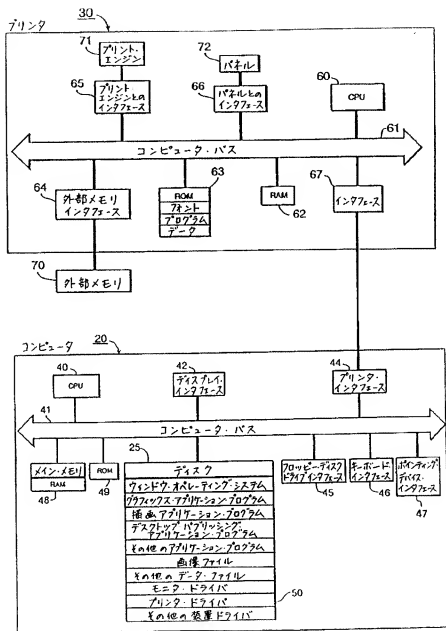 プリンタ 30
71 プリント・
エンジン
72 パネル
65 プリント
エンジンとの
インタフェース
66 パネルとの
インタフェース
60 CPU
61
コンピュータ・バス
64 外部メモリ
インタフェース
63
ROM
フォント
プログラム
データ
RAM
62
67
インタフェース
70 外部メモリ
コンピュータ 20
40
CPU
42
ディスプレイ・インタ
フェース
44
プリンタ・
インタフェース
41
コンピュータ・バス
メイン・メモリ
RAM
48
ROM
49
25
ディスク
ウィンドウ・オペレーティング・システム
グラフィックス・アプリケーション・プログラム
描画アプリケーション・プログラム
デスクトップ・パブリッシング・
アプリケーション・プログラム
その他のアプリケーション・プログラム
画像ファイル
その他のデータ・ファイル
モニタ・ドライバ
プリンタ・ドライバ
その他の装置ドライバ
50
フロッピー・ディスク
ドライブインタフェース
45
キーボード
インタフェース
46
ポインティング・
デバイス・
インタフェース
47